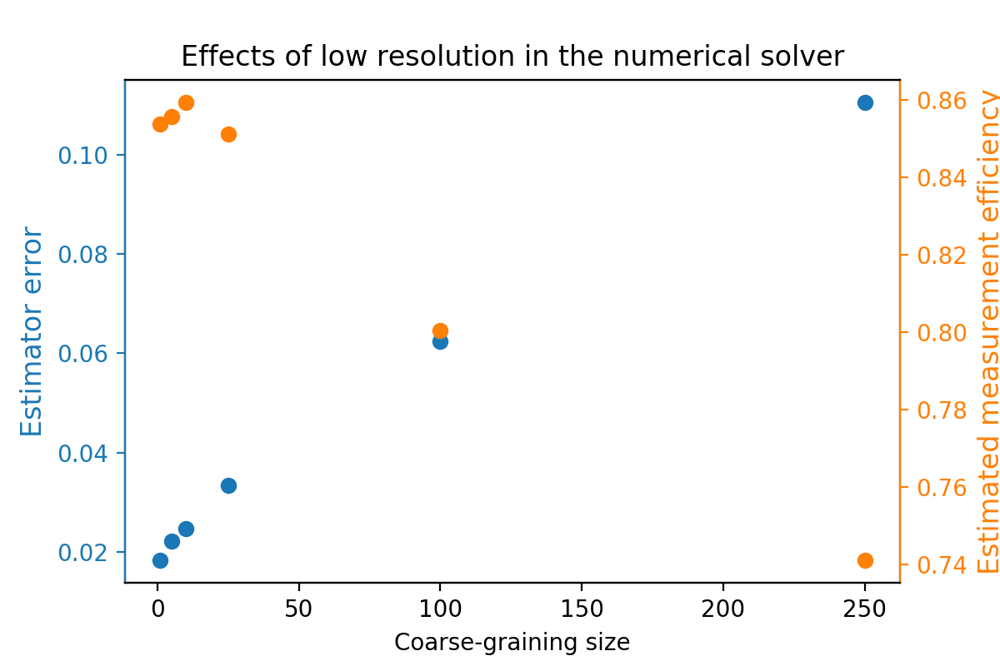 Effects of low resolution in the numerical solver
Estimator error
0.10
0.08
0.06
0.04
0.02
0.86
0.84
0.82
0.80
0.78
0.76
0.74
Estimated measurement efficiency
0 50 100 150 200 250
Coarse-graining size